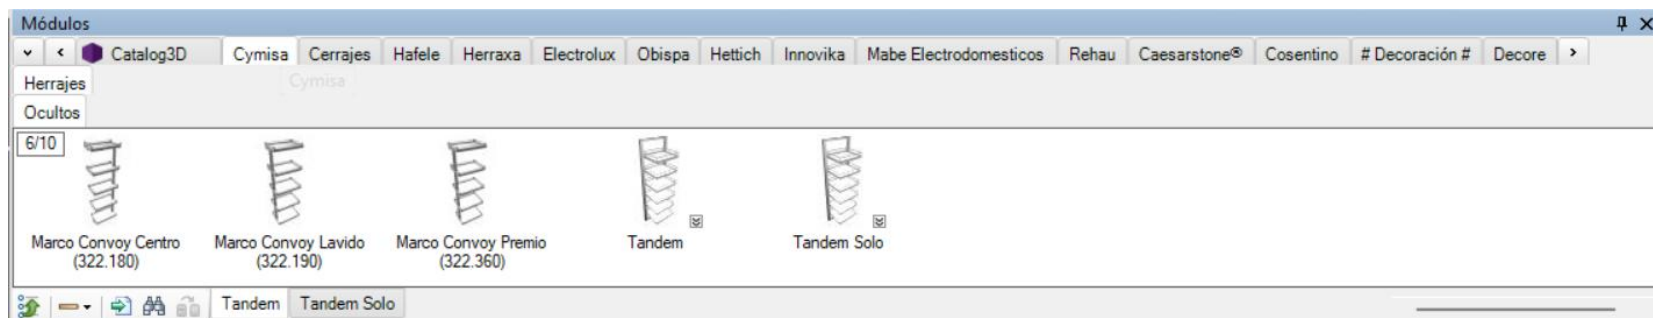 Módulos
Catalog3D Cymisa Cerrajes Hafele Herraxa Electrolux Obispa Hettich Innovika Mabe Electrodomesticos Rehau Caesarstone® Cosentino # Decoración # Decore
Herrajes Cymisa
Ocultos
6/10
Marco Convoy Centro Marco Convoy Lavido Marco Convoy Premio Tandem Tandem Solo
(322.180) (322.190) (322.360)
Tandem Tandem Solo